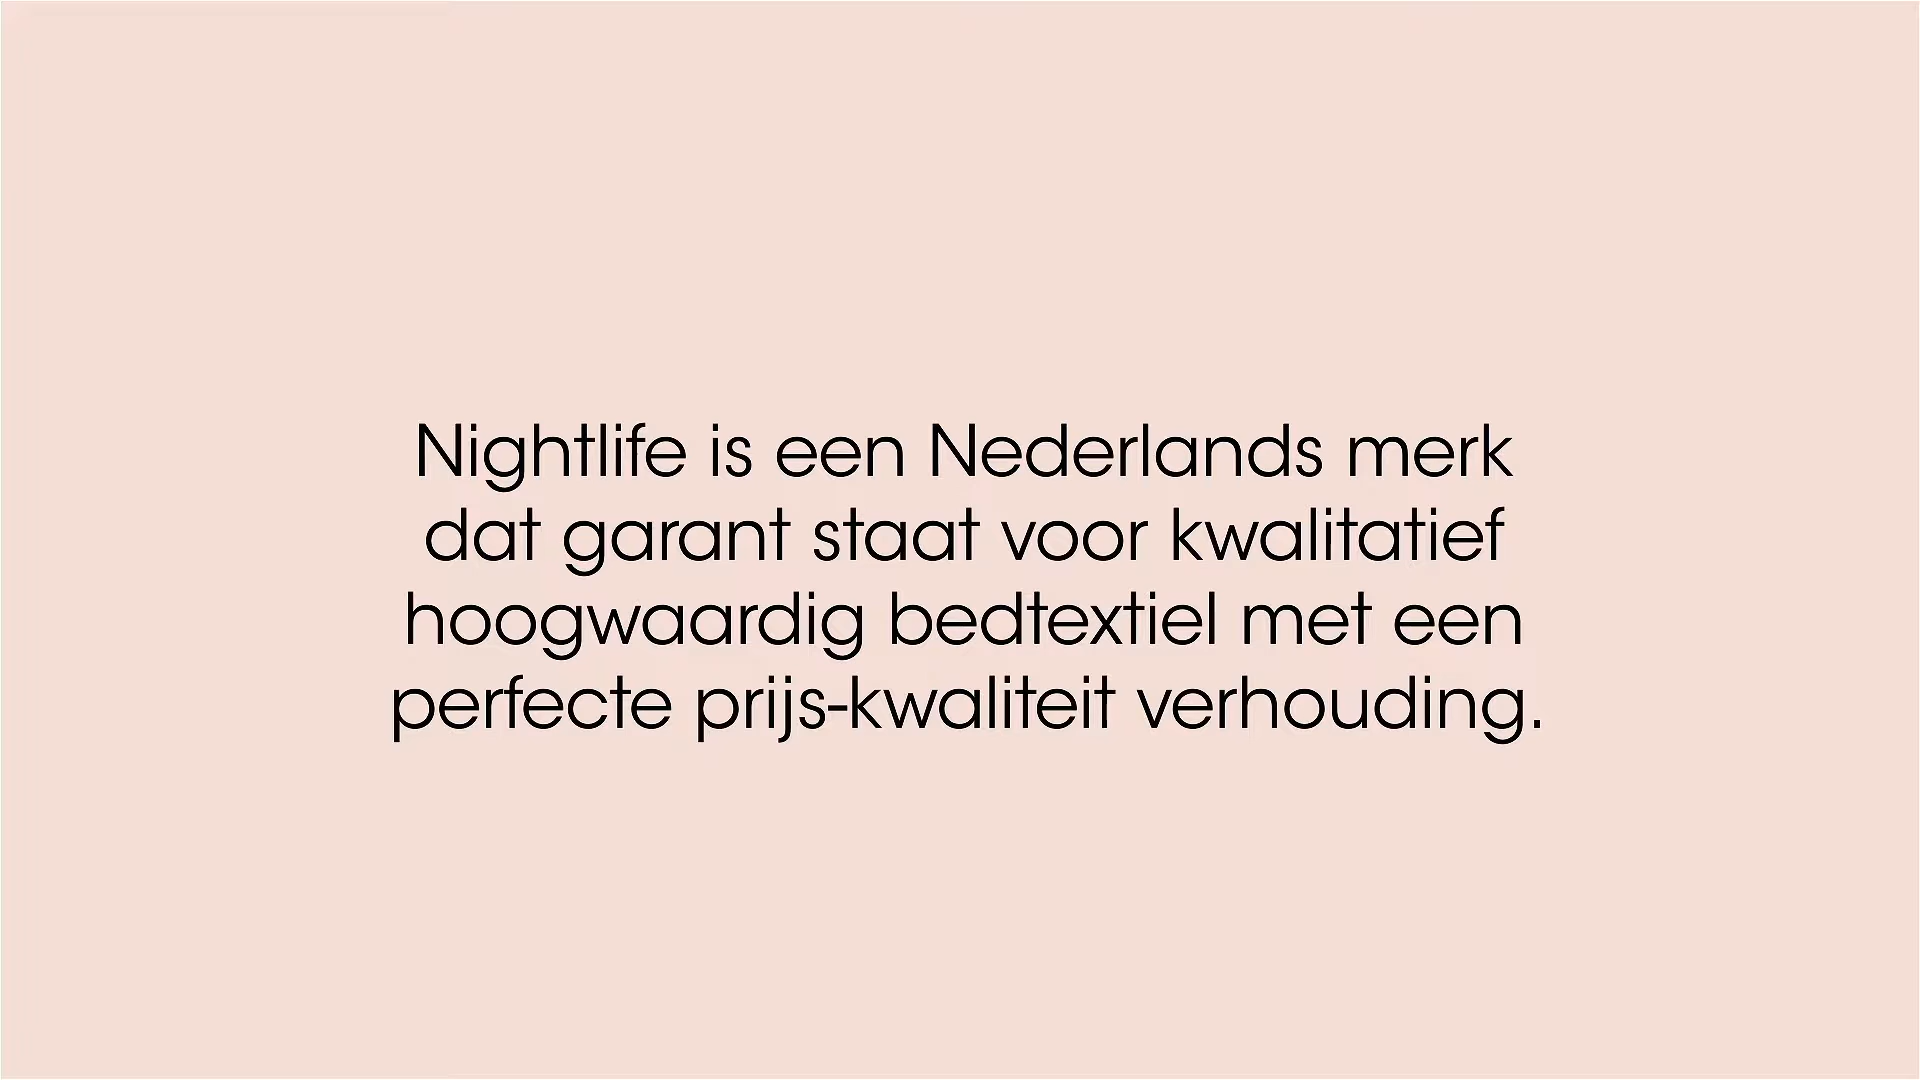 Nightlife is een Nederlands merk
dat garant staat voor kwalitatief
hoogwaardig bedtextiel met een
perfecte prijs-kwaliteit verhouding.